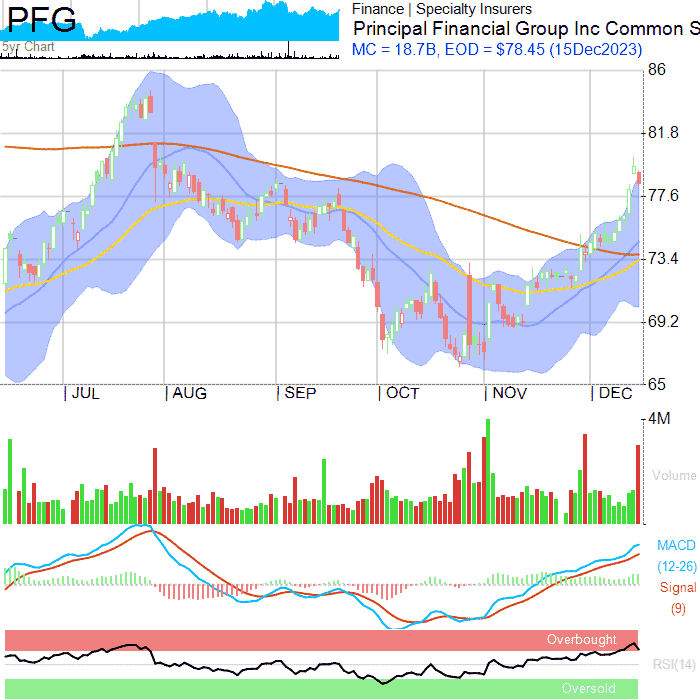 PFG
5yr Chart
Finance | Specialty Insurers
Principal Financial Group Inc Common S
MC = 18.7B, EOD = $78.45 (15Dec2023)
86
81.8
77.6
73.4
69.2
65
JUL AUG SEP OCT NOV DEC
4M
Volume
MACD
(12-26)
Signal
(9)
Overbought
RSI(14)
Oversold